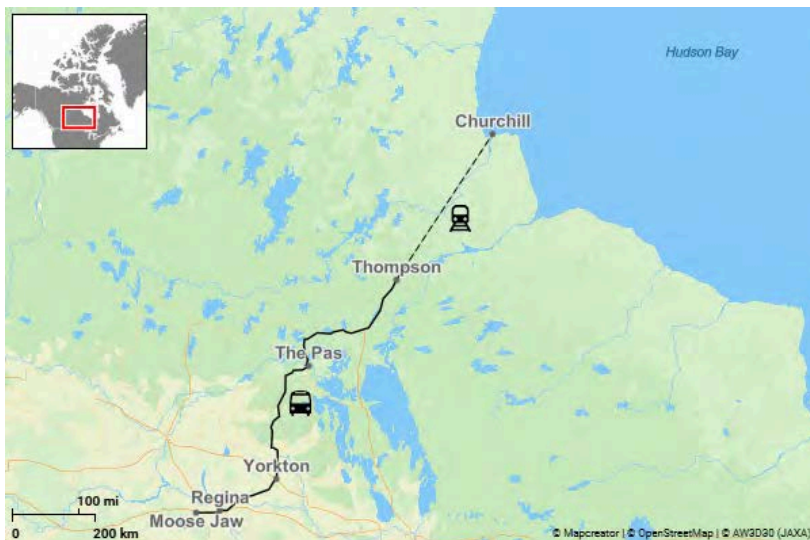 Hudson Bay
Churchill
Thompson
The Pas
Yorkton
Regina
Moose Jaw
100 mi
0
200 km
© Mapcreator | © OpenStreetMap | © AW3D30 (JAXA)